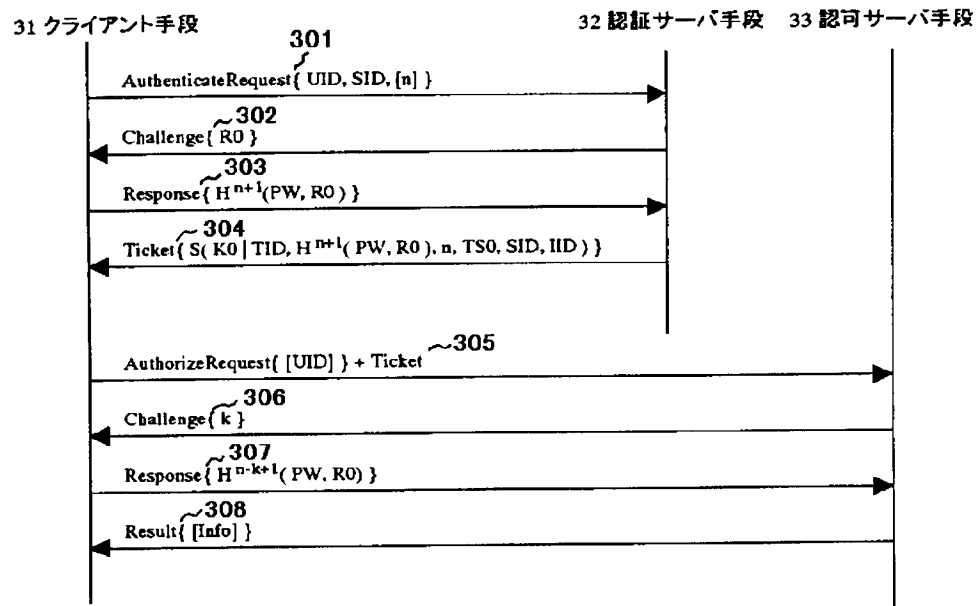 31 クライアント手段 32 認証サーバ手段 33 認可サーバ手段
301
AuthenticateRequest{ UID, SID, [n] }
302
Challenge{ R0 }
303
Response{ H^{n+1}(PW, R0) }
304
Ticket{ S( K0 | TID, H^{n+1}( PW, R0 ), n, TS0, SID, IID ) }
305
AuthorizeRequest{ [UID] } + Ticket
306
Challenge{ k }
307
Response{ H^{n-k+1}( PW, R0) }
308
Result{ [Info] }